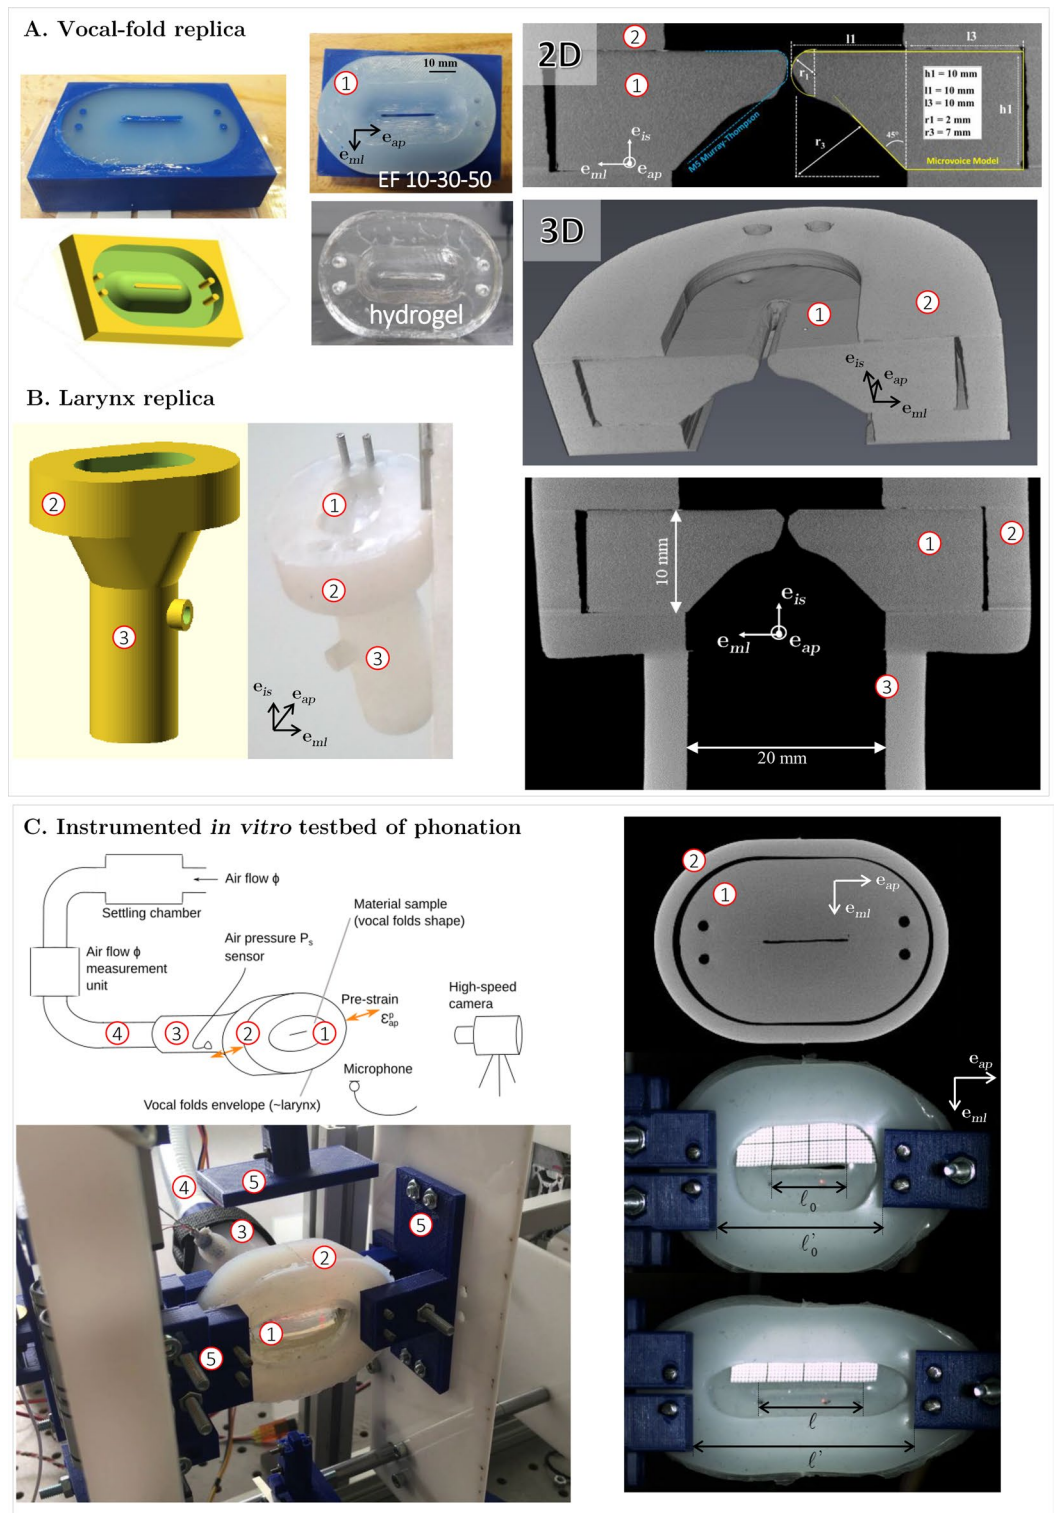 A. Vocal-fold replica
1
10 mm
e_ap
e_ml
EF 10-30-50
hydrogel
2D
2
1
l1
l3
r1
h1 = 10 mm
l1 = 10 mm
l3 = 10 mm
r1 = 2 mm
r3 = 7 mm
h1
r3
45°
M5 Murray-Thompson
Microvoice Model
e_is
e_ml
e_ap
3D
1
2
e_is
e_ap
e_ml
B. Larynx replica
2
3
1
2
3
e_is
e_ap
e_ml
10 mm
1
2
e_is
e_ml
e_ap
3
20 mm
C. Instrumented in vitro testbed of phonation
Air flow ϕ
Settling chamber
Material sample
(vocal folds shape)
Air flow ϕ
measurement
unit
Air pressure Ps
sensor
Pre-strain
ε_ap^p
High-speed
camera
4
3
2
1
Microphone
Vocal folds envelope (~larynx)
4
5
3
5
2
1
5
2
1
e_ap
e_ml
e_ap
e_ml
ℓ0
ℓ'0
ℓ
ℓ'